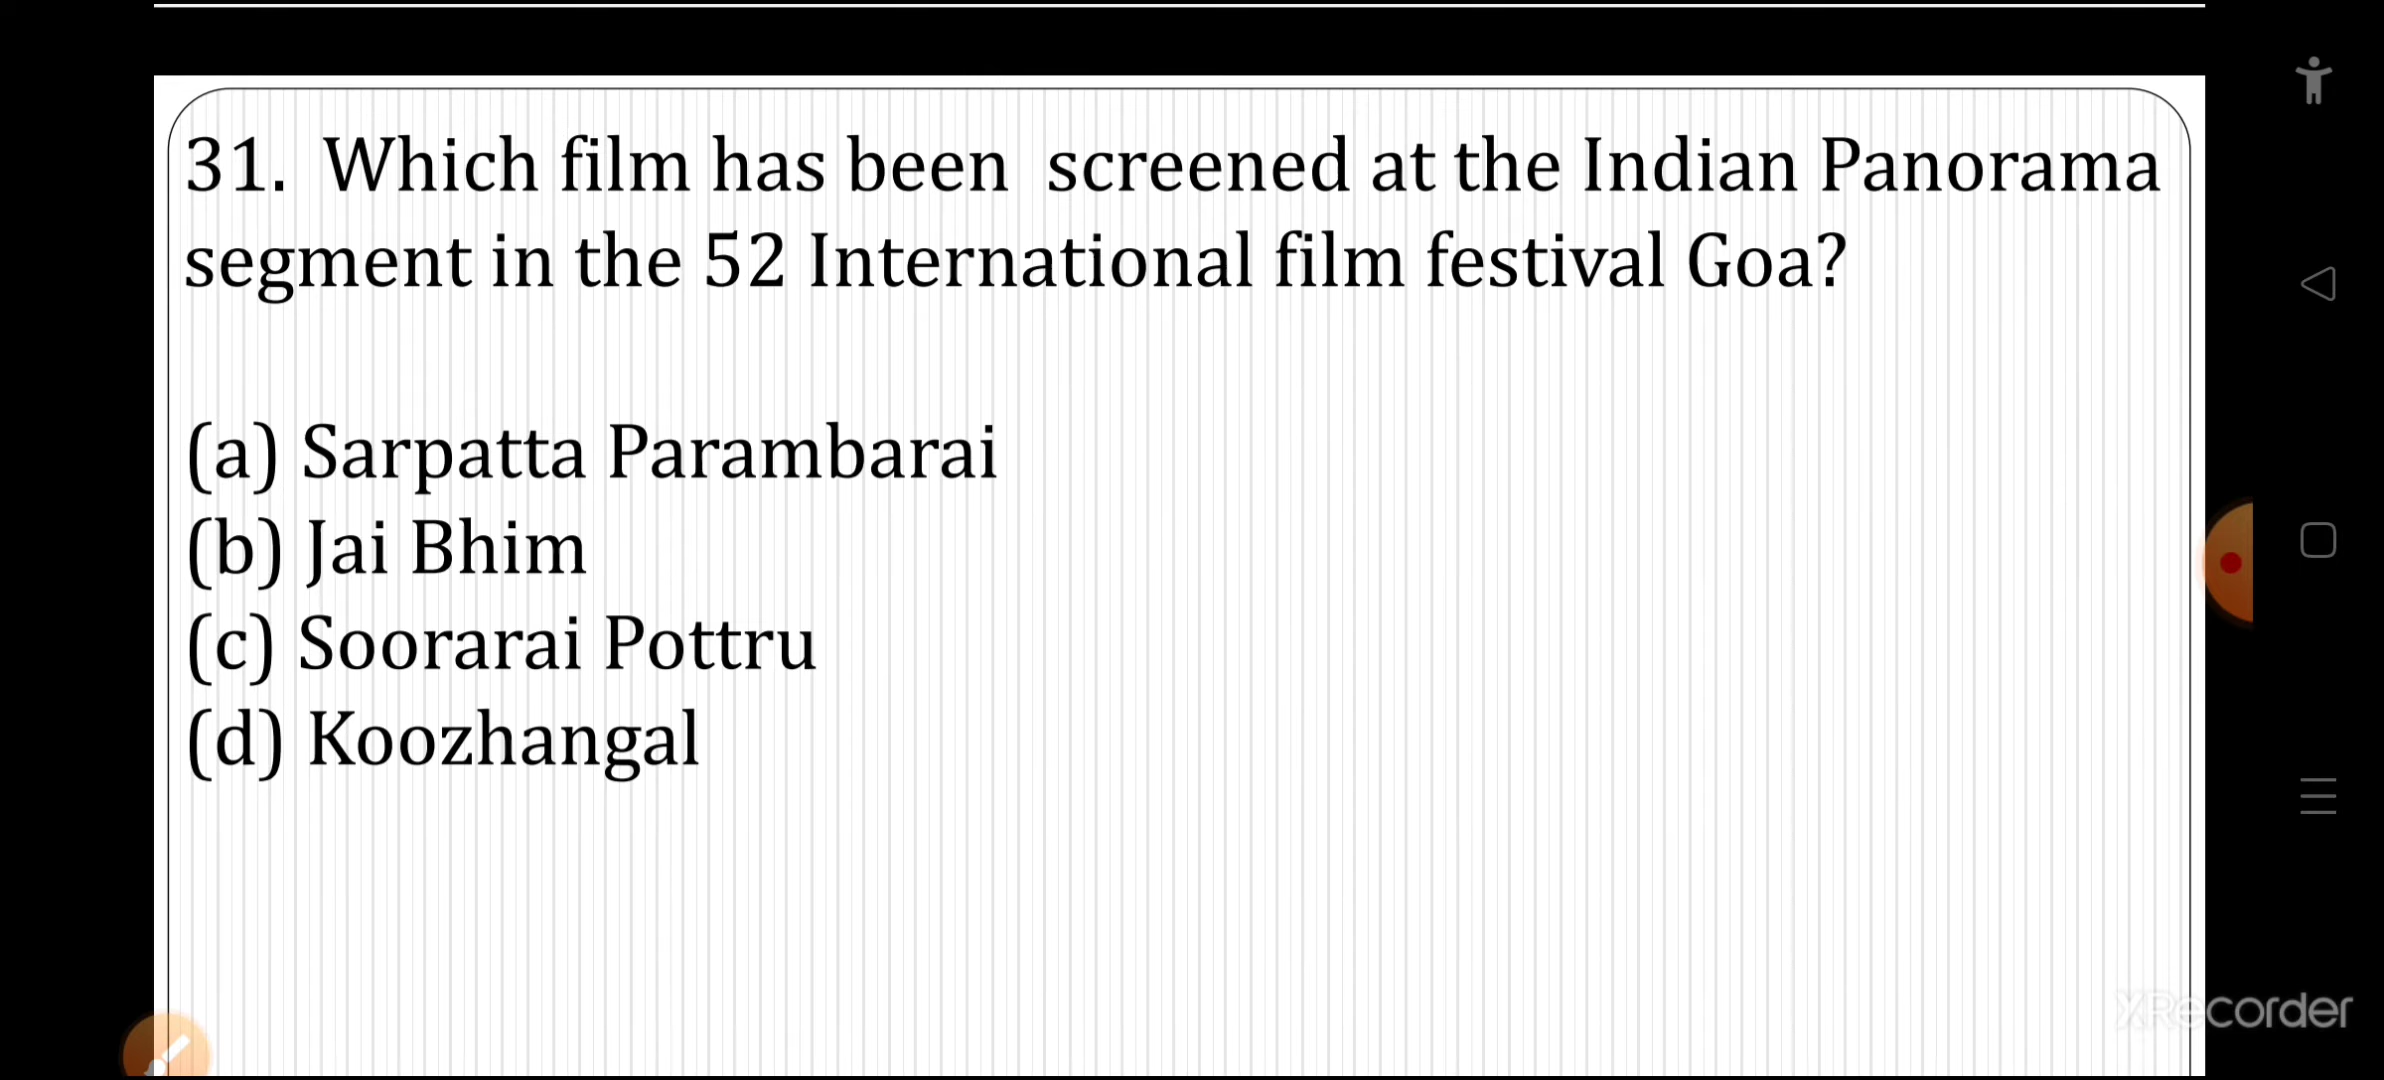 31. Which film has been screened at the Indian Panorama
segment in the 52 International film festival Goa?
(a) Sarpatta Parambarai
(b) Jai Bhim
(c) Soorarai Pottru
(d) Koozhangal
XRecorder